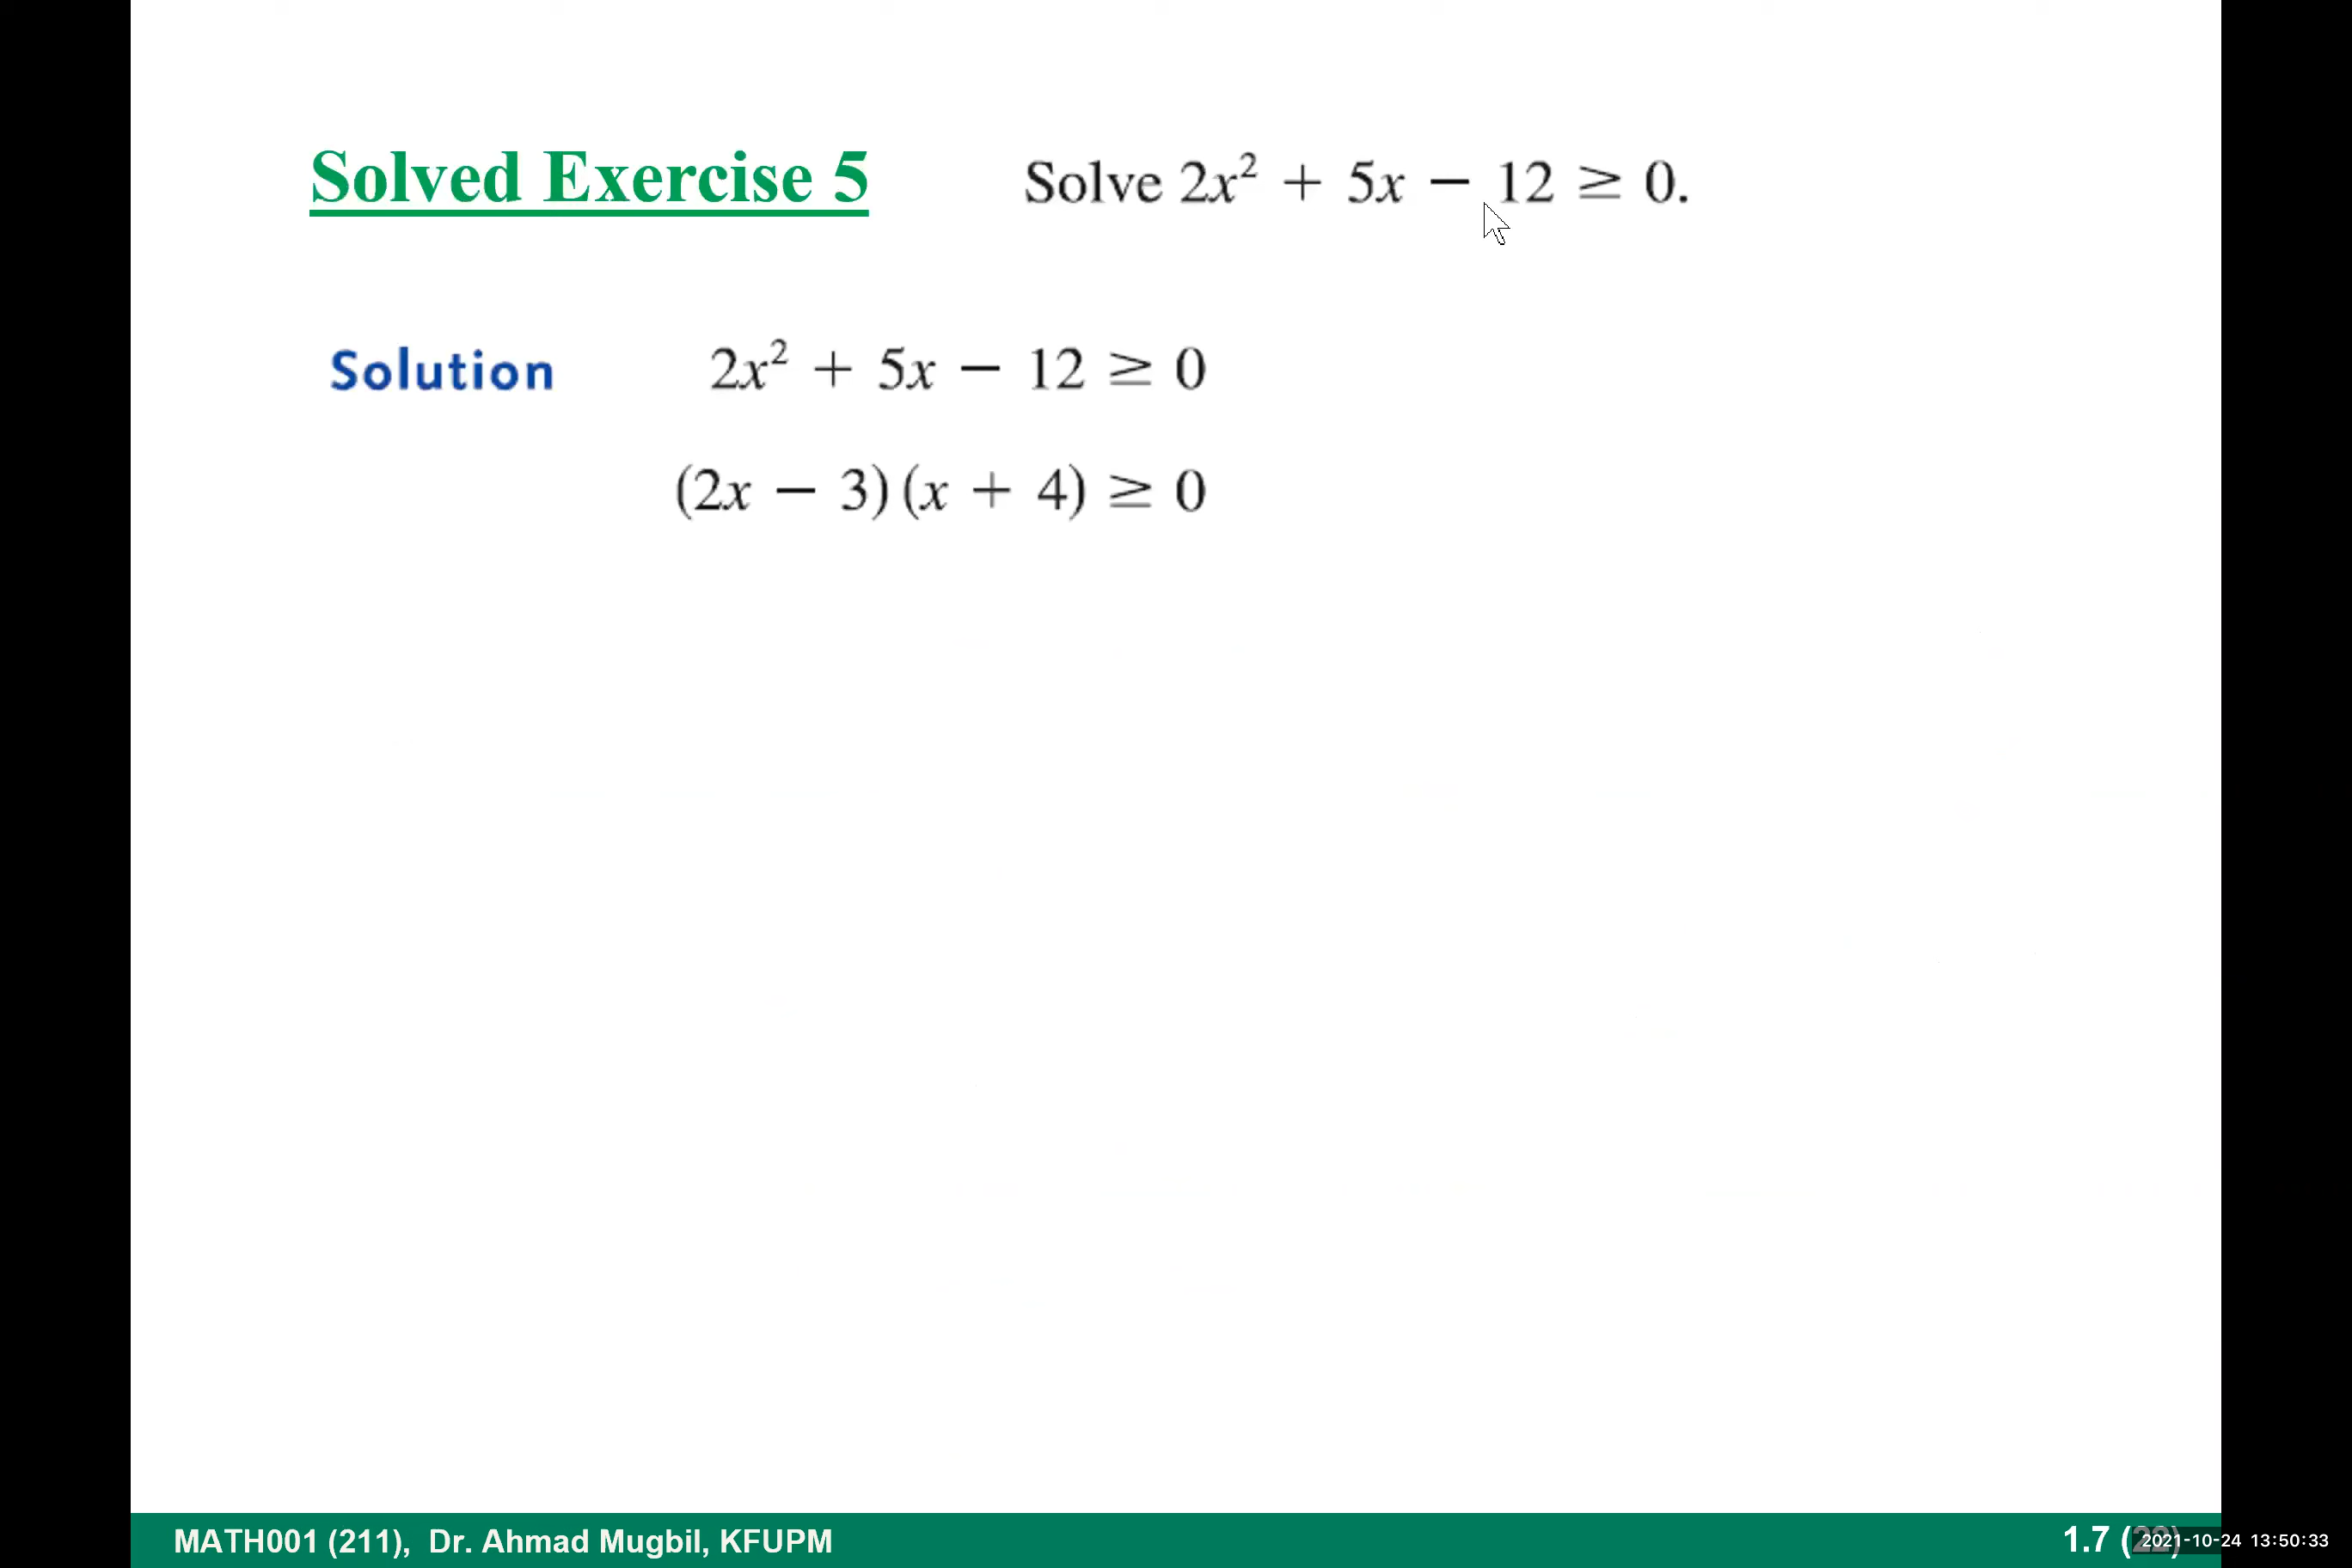 Solved Exercise 5 Solve 2x² + 5x − 12 ≥ 0.
Solution 2x² + 5x − 12 ≥ 0
(2x − 3)(x + 4) ≥ 0
MATH001 (211), Dr. Ahmad Mugbil, KFUPM 1.7 (22) 2021-10-24 13:50:33